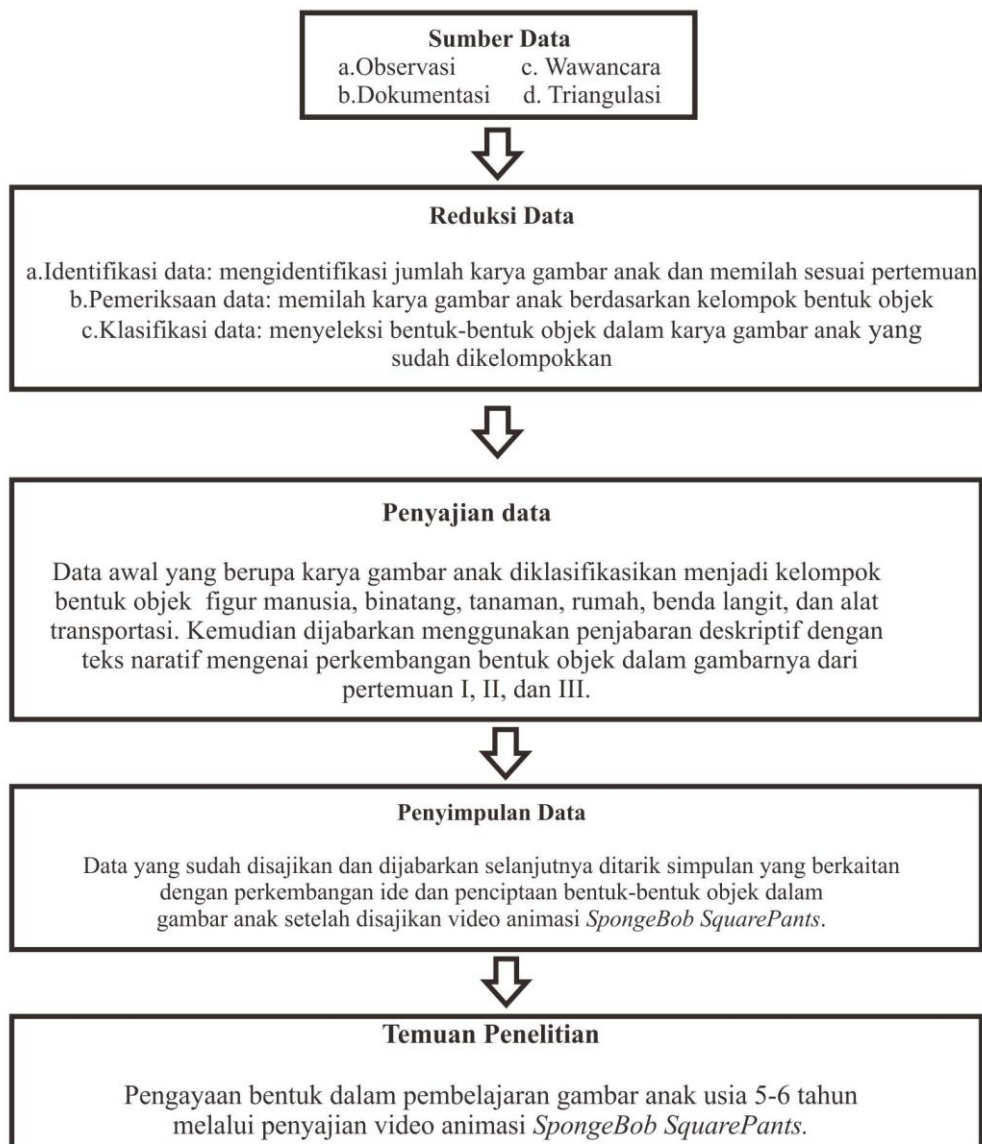 Sumber Data
a.Observasi c. Wawancara
b.Dokumentasi d. Triangulasi
Reduksi Data
a.Identifikasi data: mengidentifikasi jumlah karya gambar anak dan memilah sesuai pertemuan
b.Pemeriksaan data: memilah karya gambar anak berdasarkan kelompok bentuk objek
c.Klasifikasi data: menyeleksi bentuk-bentuk objek dalam karya gambar anak yang
sudah dikelompokkan
Penyajian data
Data awal yang berupa karya gambar anak diklasifikasikan menjadi kelompok
bentuk objek figur manusia, binatang, tanaman, rumah, benda langit, dan alat
transportasi. Kemudian dijabarkan menggunakan penjabaran deskriptif dengan
teks naratif mengenai perkembangan bentuk objek dalam gambarnya dari
pertemuan I, II, dan III.
Penyimpulan Data
Data yang sudah disajikan dan dijabarkan selanjutnya ditarik simpulan yang berkaitan
dengan perkembangan ide dan penciptaan bentuk-bentuk objek dalam
gambar anak setelah disajikan video animasi SpongeBob SquarePants.
Temuan Penelitian
Pengayaan bentuk dalam pembelajaran gambar anak usia 5-6 tahun
melalui penyajian video animasi SpongeBob SquarePants.